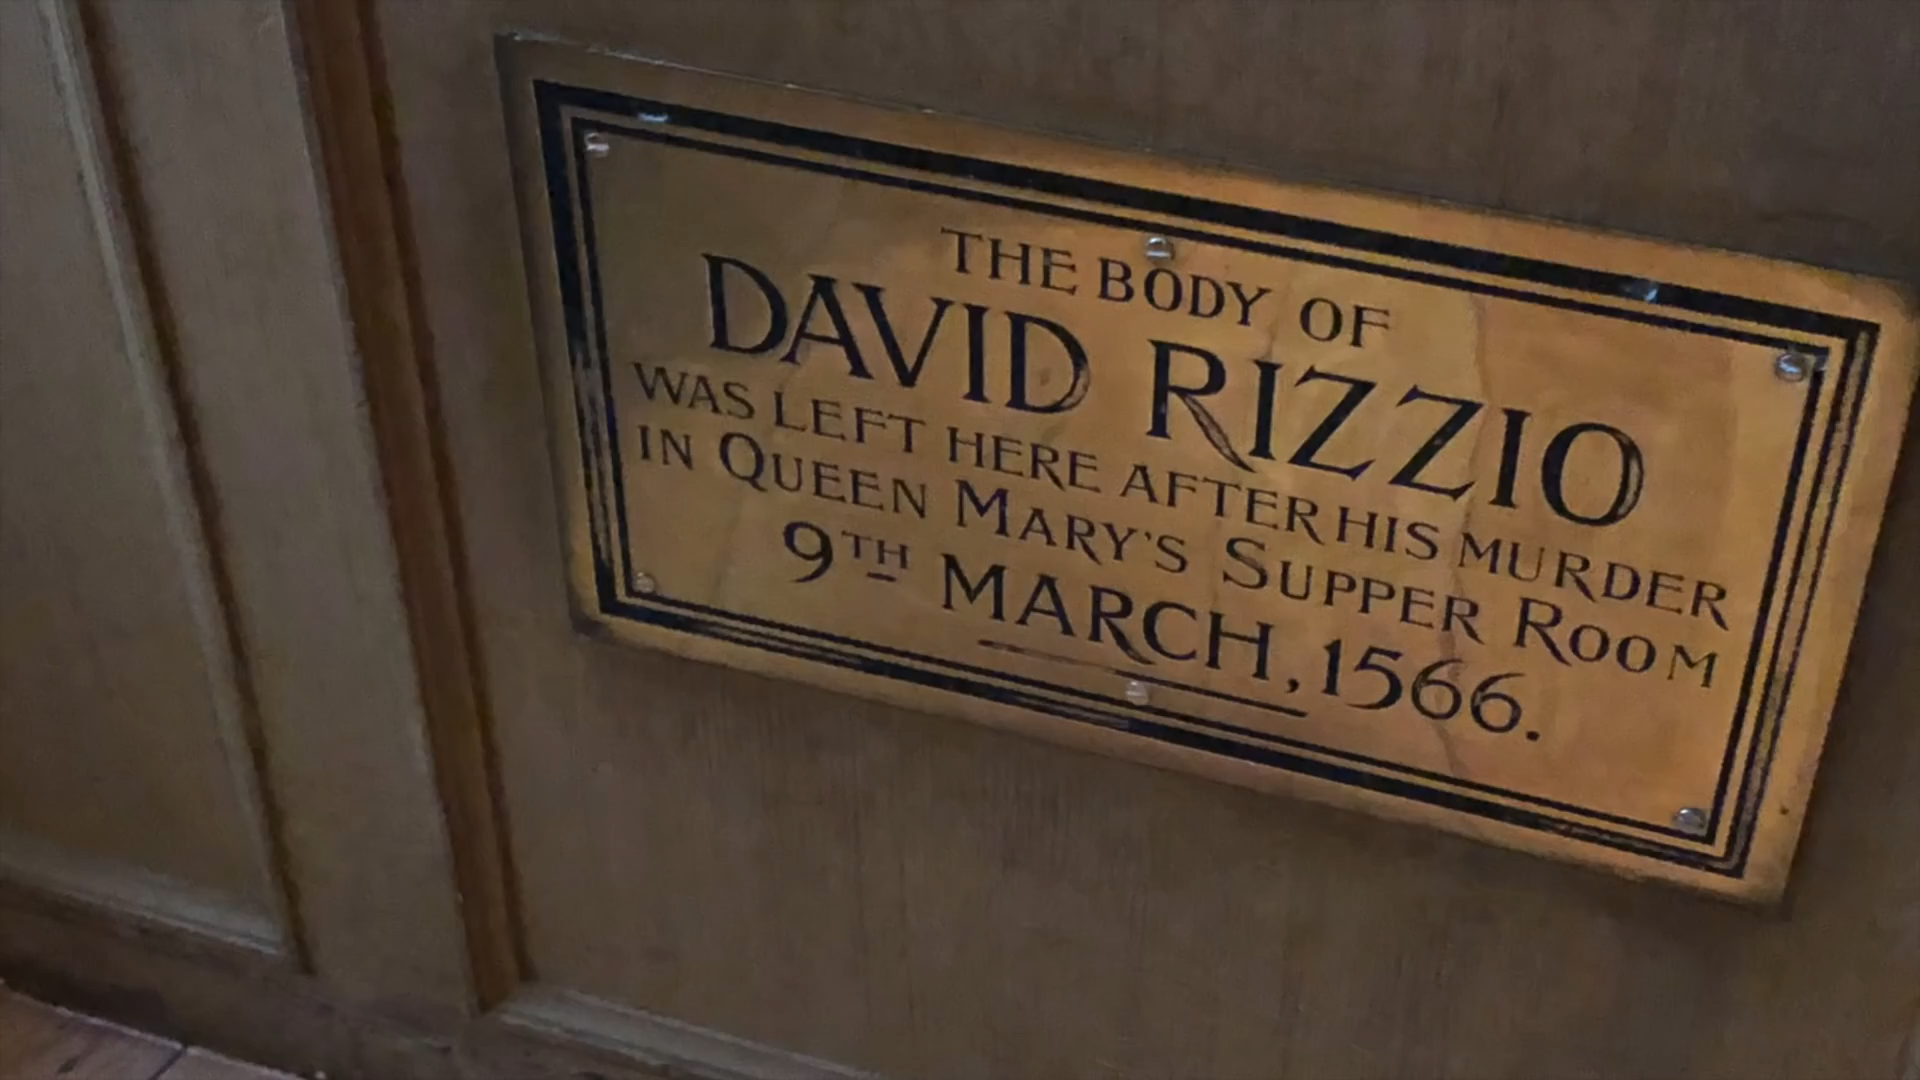 THE BODY OF
DAVID RIZZIO
WAS LEFT HERE AFTER HIS MURDER
IN QUEEN MARY'S SUPPER ROOM
9TH MARCH, 1566.